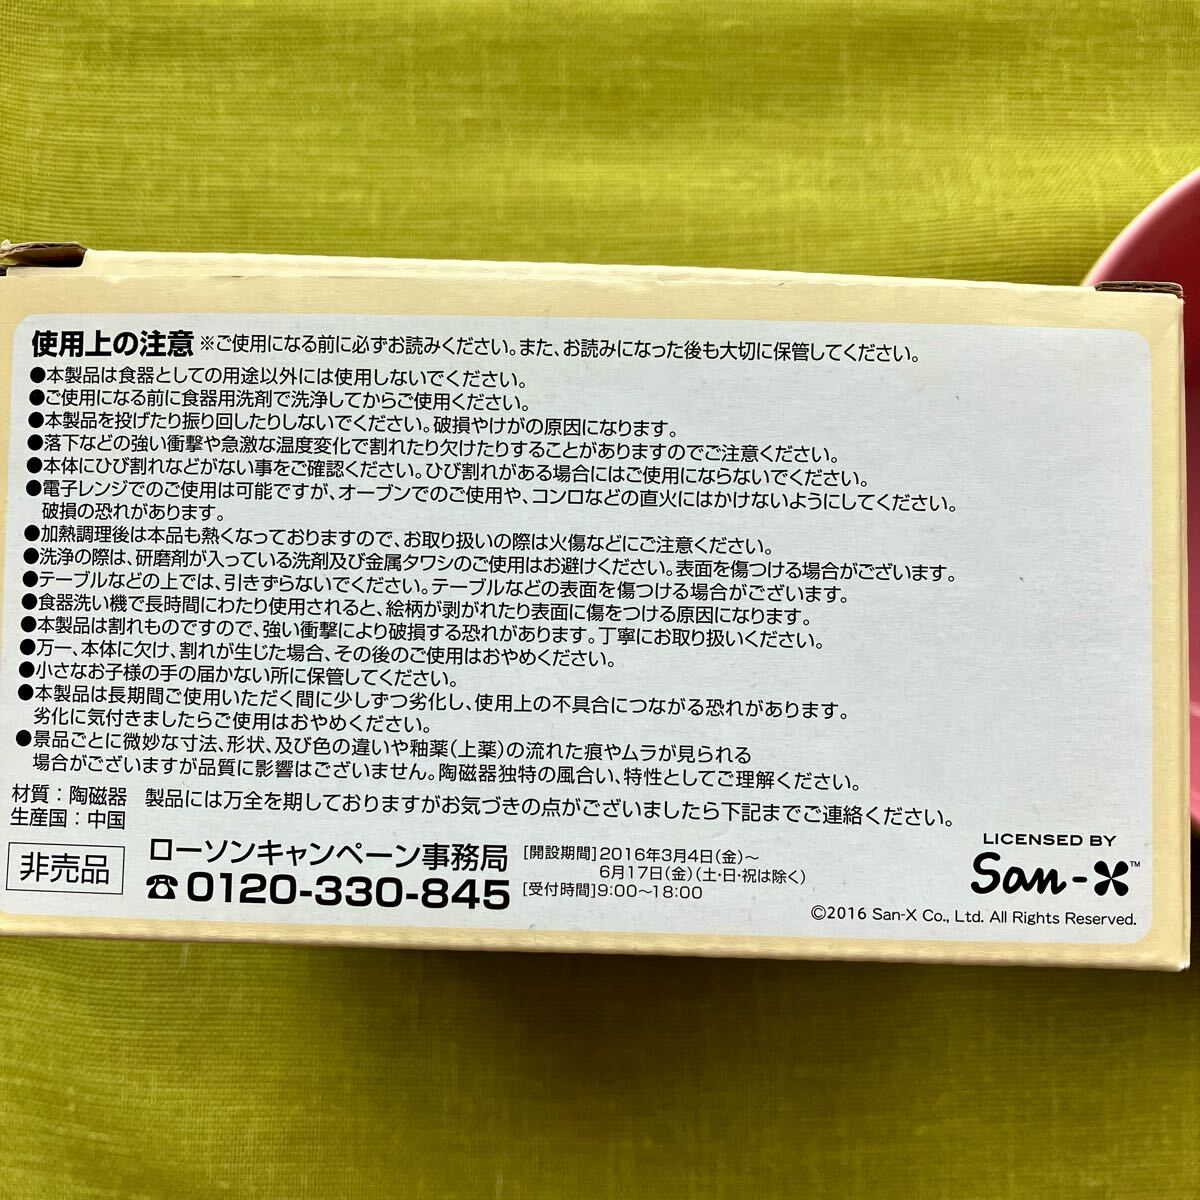 使用上の注意 ※ご使用になる前に必ずお読みください。また、お読みになった後も大切に保管してください。
●本製品は食器としての用途以外には使用しないでください。
●ご使用になる前に食器用洗剤で洗浄してからご使用ください。
●本製品を投げたり振り回したりしないでください。破損やけがの原因になります。
●落下などの強い衝撃や急激な温度変化で割れたり欠けたりすることがありますのでご注意ください。
●本体にひび割れなどがない事をご確認ください。ひび割れがある場合にはご使用にならないでください。
●電子レンジでのご使用は可能ですが、オーブンでのご使用や、コンロなどの直火にはかけないようにしてください。
破損の恐れがあります。
●加熱調理後は本品も熱くなっておりますので、お取り扱いの際は火傷などにご注意ください。
●洗浄の際は、研磨剤が入っている洗剤及び金属タワシのご使用はお避けください。表面を傷つける場合がございます。
●テーブルなどの上では、引きずらないでください。テーブルなどの表面を傷つける場合がございます。
●食器洗い機で長時間にわたり使用されると、絵柄が剥がれたり表面に傷をつける原因になります。
●本製品は割れものですので、強い衝撃により破損する恐れがあります。丁寧にお取り扱いください。
●万一、本体に欠け、割れが生じた場合、その後のご使用はおやめください。
●小さなお子様の手の届かない所に保管してください。
●本製品は長期間ご使用いただく間に少しずつ劣化し、使用上の不具合につながる恐れがあります。
劣化に気付きましたらご使用はおやめください。
●景品ごとに微妙な寸法、形状、及び色の違いや釉薬(上薬)の流れた痕やムラが見られる
場合がございますが品質に影響はございません。陶磁器独特の風合い、特性としてご理解ください。
材質：陶磁器 製品には万全を期しておりますがお気づきの点がございましたら下記までご連絡ください。
生産国：中国
非売品
ローソンキャンペーン事務局
☎0120-330-845
[開設期間]2016年3月4日(金)～
6月17日(金)(土・日・祝は除く)
[受付時間]9:00～18:00
LICENSED BY
San-X™
©2016 San-X Co., Ltd. All Rights Reserved.